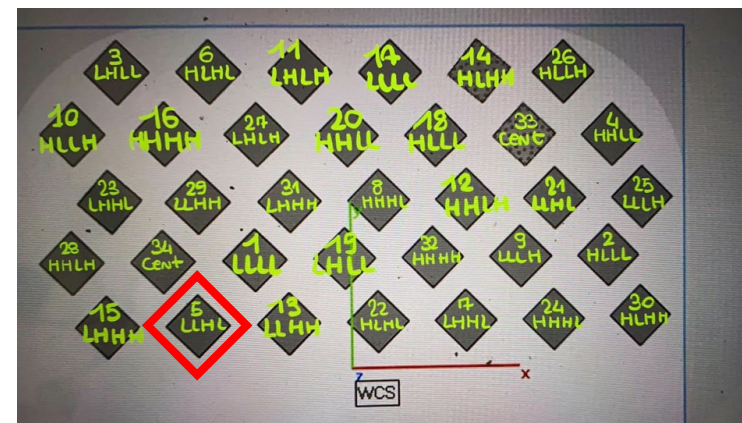 3
LHLL
6
HLHL
11
LHLH
17
LLLL
14
HLHH
26
HLLH
10
HLLH
16
HHHH
27
LHLH
20
HHLL
18
HLLL
33
Cent
4
HHLL
23
LHHL
29
LLHH
31
LHHH
8
HHHL
12
HHLH
21
LLHL
25
LLLH
28
HHLH
34
Cent
1
LLLL
19
LHLL
32
HHHH
9
LLLH
2
HLLL
15
LHHH
5
LLHL
13
LLHH
22
HLHL
7
LHHL
24
HHHL
30
HLHH
y
z
x
WCS